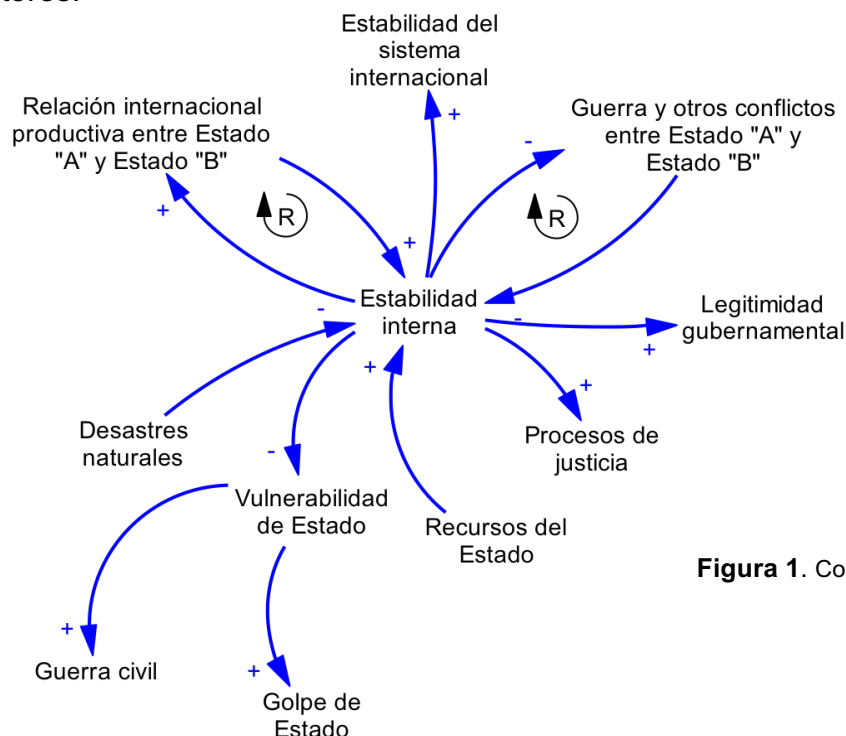 Estabilidad del
sistema
internacional
Relación internacional
productiva entre Estado
"A" y Estado "B"
Guerra y otros conflictos
entre Estado "A" y
Estado "B"
+
-
+
R
R
+
Estabilidad
interna
-
-
Legitimidad
gubernamental
+
+
+
Desastres
naturales
Procesos de
justicia
-
Vulnerabilidad
de Estado
Recursos del
Estado
Figura 1. Co
+
Guerra civil
+
Golpe de
Estado